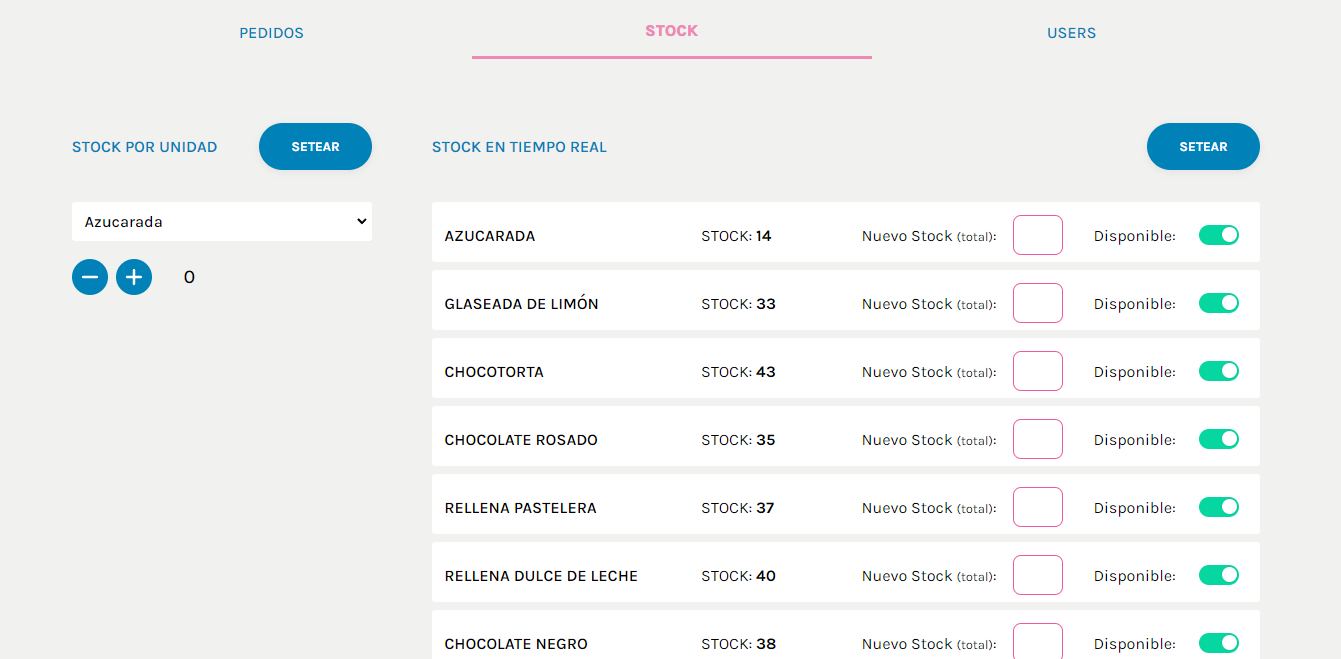 PEDIDOS STOCK USERS
STOCK POR UNIDAD SETEAR
Azucarada
0
STOCK EN TIEMPO REAL SETEAR
AZUCARADA STOCK: 14 Nuevo Stock (total): Disponible:
GLASEADA DE LIMÓN STOCK: 33 Nuevo Stock (total): Disponible:
CHOCOTORTA STOCK: 43 Nuevo Stock (total): Disponible:
CHOCOLATE ROSADO STOCK: 35 Nuevo Stock (total): Disponible:
RELLENA PASTELERA STOCK: 37 Nuevo Stock (total): Disponible:
RELLENA DULCE DE LECHE STOCK: 40 Nuevo Stock (total): Disponible:
CHOCOLATE NEGRO STOCK: 38 Nuevo Stock (total): Disponible: